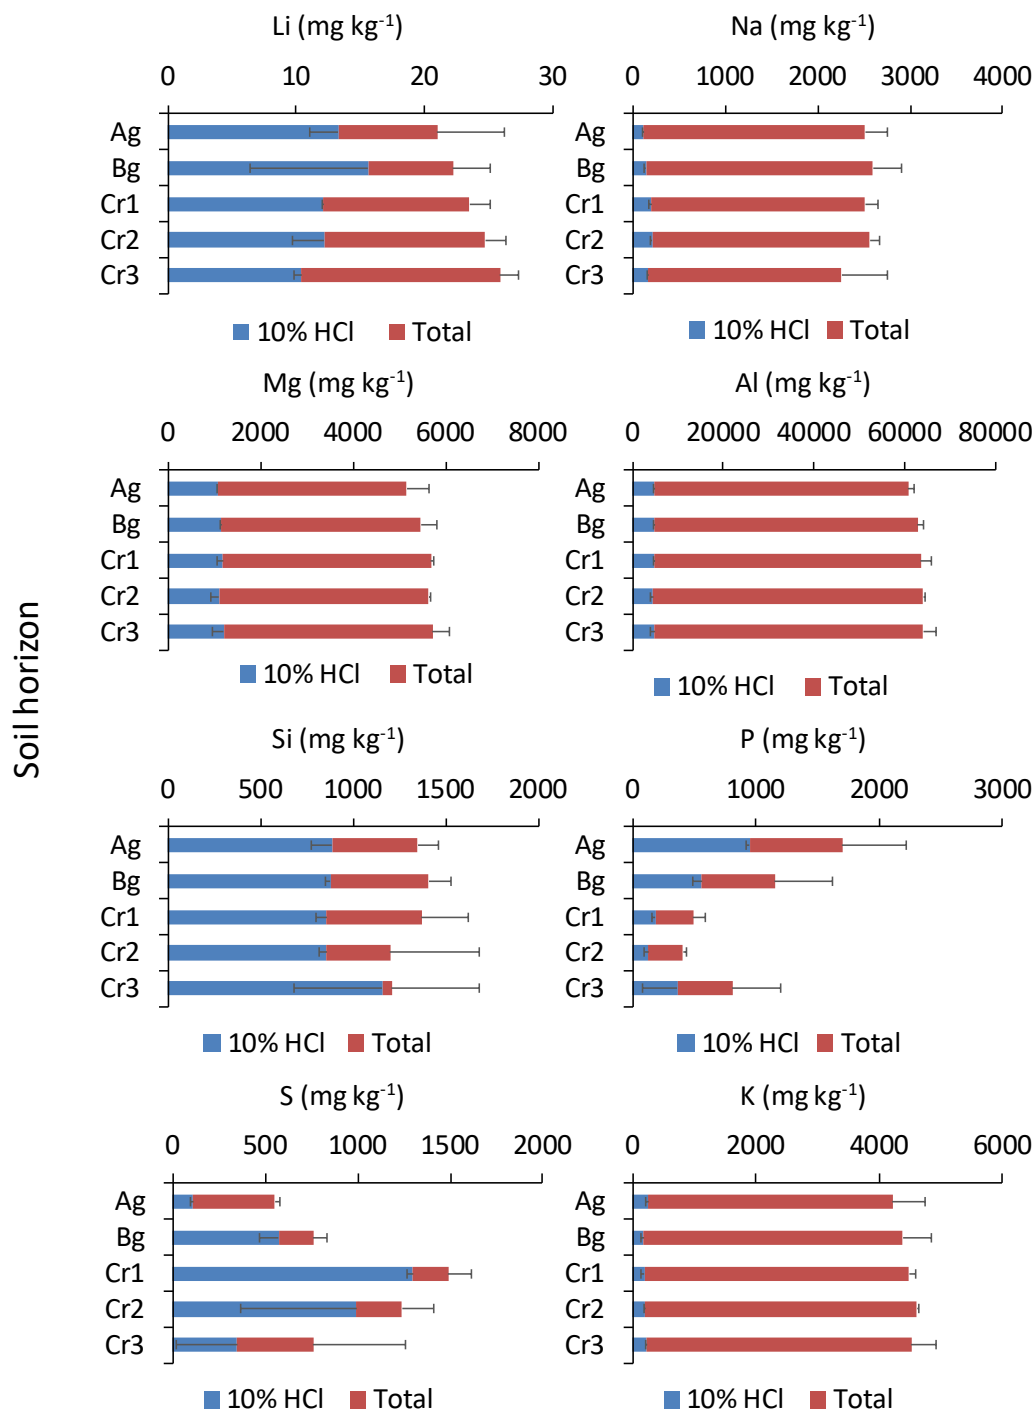 Soil horizon
Li (mg kg⁻¹)
0 10 20 30
Ag
Bg
Cr1
Cr2
Cr3
10% HCl Total
Na (mg kg⁻¹)
0 1000 2000 3000 4000
Ag
Bg
Cr1
Cr2
Cr3
10% HCl Total
Mg (mg kg⁻¹)
0 2000 4000 6000 8000
Ag
Bg
Cr1
Cr2
Cr3
10% HCl Total
Al (mg kg⁻¹)
0 20000 40000 60000 80000
Ag
Bg
Cr1
Cr2
Cr3
10% HCl Total
Si (mg kg⁻¹)
0 500 1000 1500 2000
Ag
Bg
Cr1
Cr2
Cr3
10% HCl Total
P (mg kg⁻¹)
0 1000 2000 3000
Ag
Bg
Cr1
Cr2
Cr3
10% HCl Total
S (mg kg⁻¹)
0 500 1000 1500 2000
Ag
Bg
Cr1
Cr2
Cr3
10% HCl Total
K (mg kg⁻¹)
0 2000 4000 6000
Ag
Bg
Cr1
Cr2
Cr3
10% HCl Total